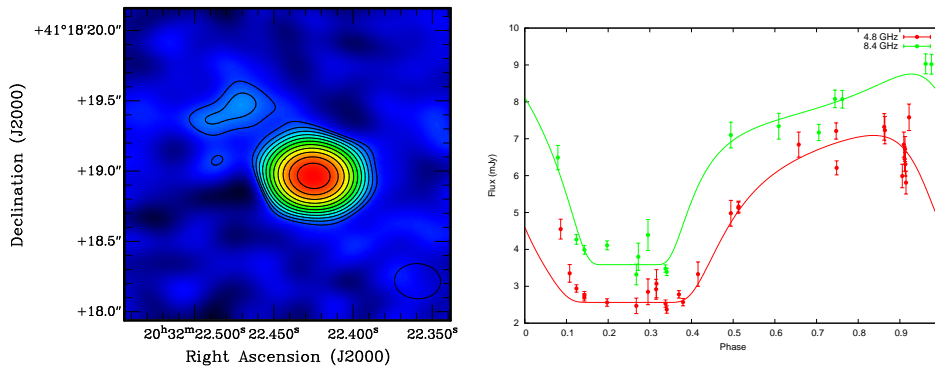 +41°18′20.0″
19.5″
+19.0″
+18.5″
+18.0″
20ʰ32ᵐ22.500ˢ 22.450ˢ 22.400ˢ 22.350ˢ
Right Ascension (J2000)
Declination (J2000)
4.8 GHz
8.4 GHz
10
9
8
7
6
5
4
3
2
0 0.1 0.2 0.3 0.4 0.5 0.6 0.7 0.8 0.9
Phase
Flux (mJy)